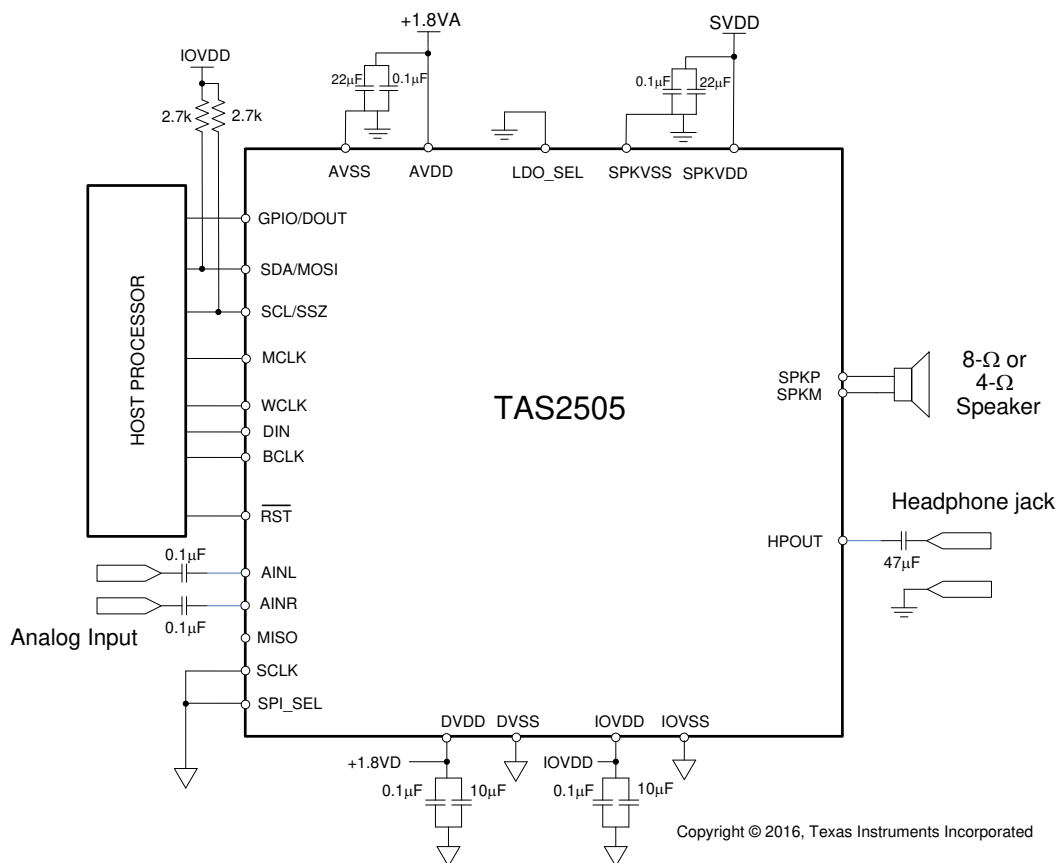 +1.8VA
SVDD
IOVDD
22µF
0.1µF
0.1µF
22µF
2.7k
2.7k
AVSS
AVDD
LDO_SEL
SPKVSS
SPKVDD
HOST PROCESSOR
GPIO/DOUT
SDA/MOSI
SCL/SSZ
MCLK
WCLK
DIN
BCLK
RST
TAS2505
SPKP
SPKM
8-Ω or
4-Ω
Speaker
Headphone jack
HPOUT
47µF
0.1µF
AINL
AINR
0.1µF
Analog Input
MISO
SCLK
SPI_SEL
DVDD
DVSS
IOVDD
IOVSS
+1.8VD
IOVDD
0.1µF
10µF
0.1µF
10µF
Copyright © 2016, Texas Instruments Incorporated